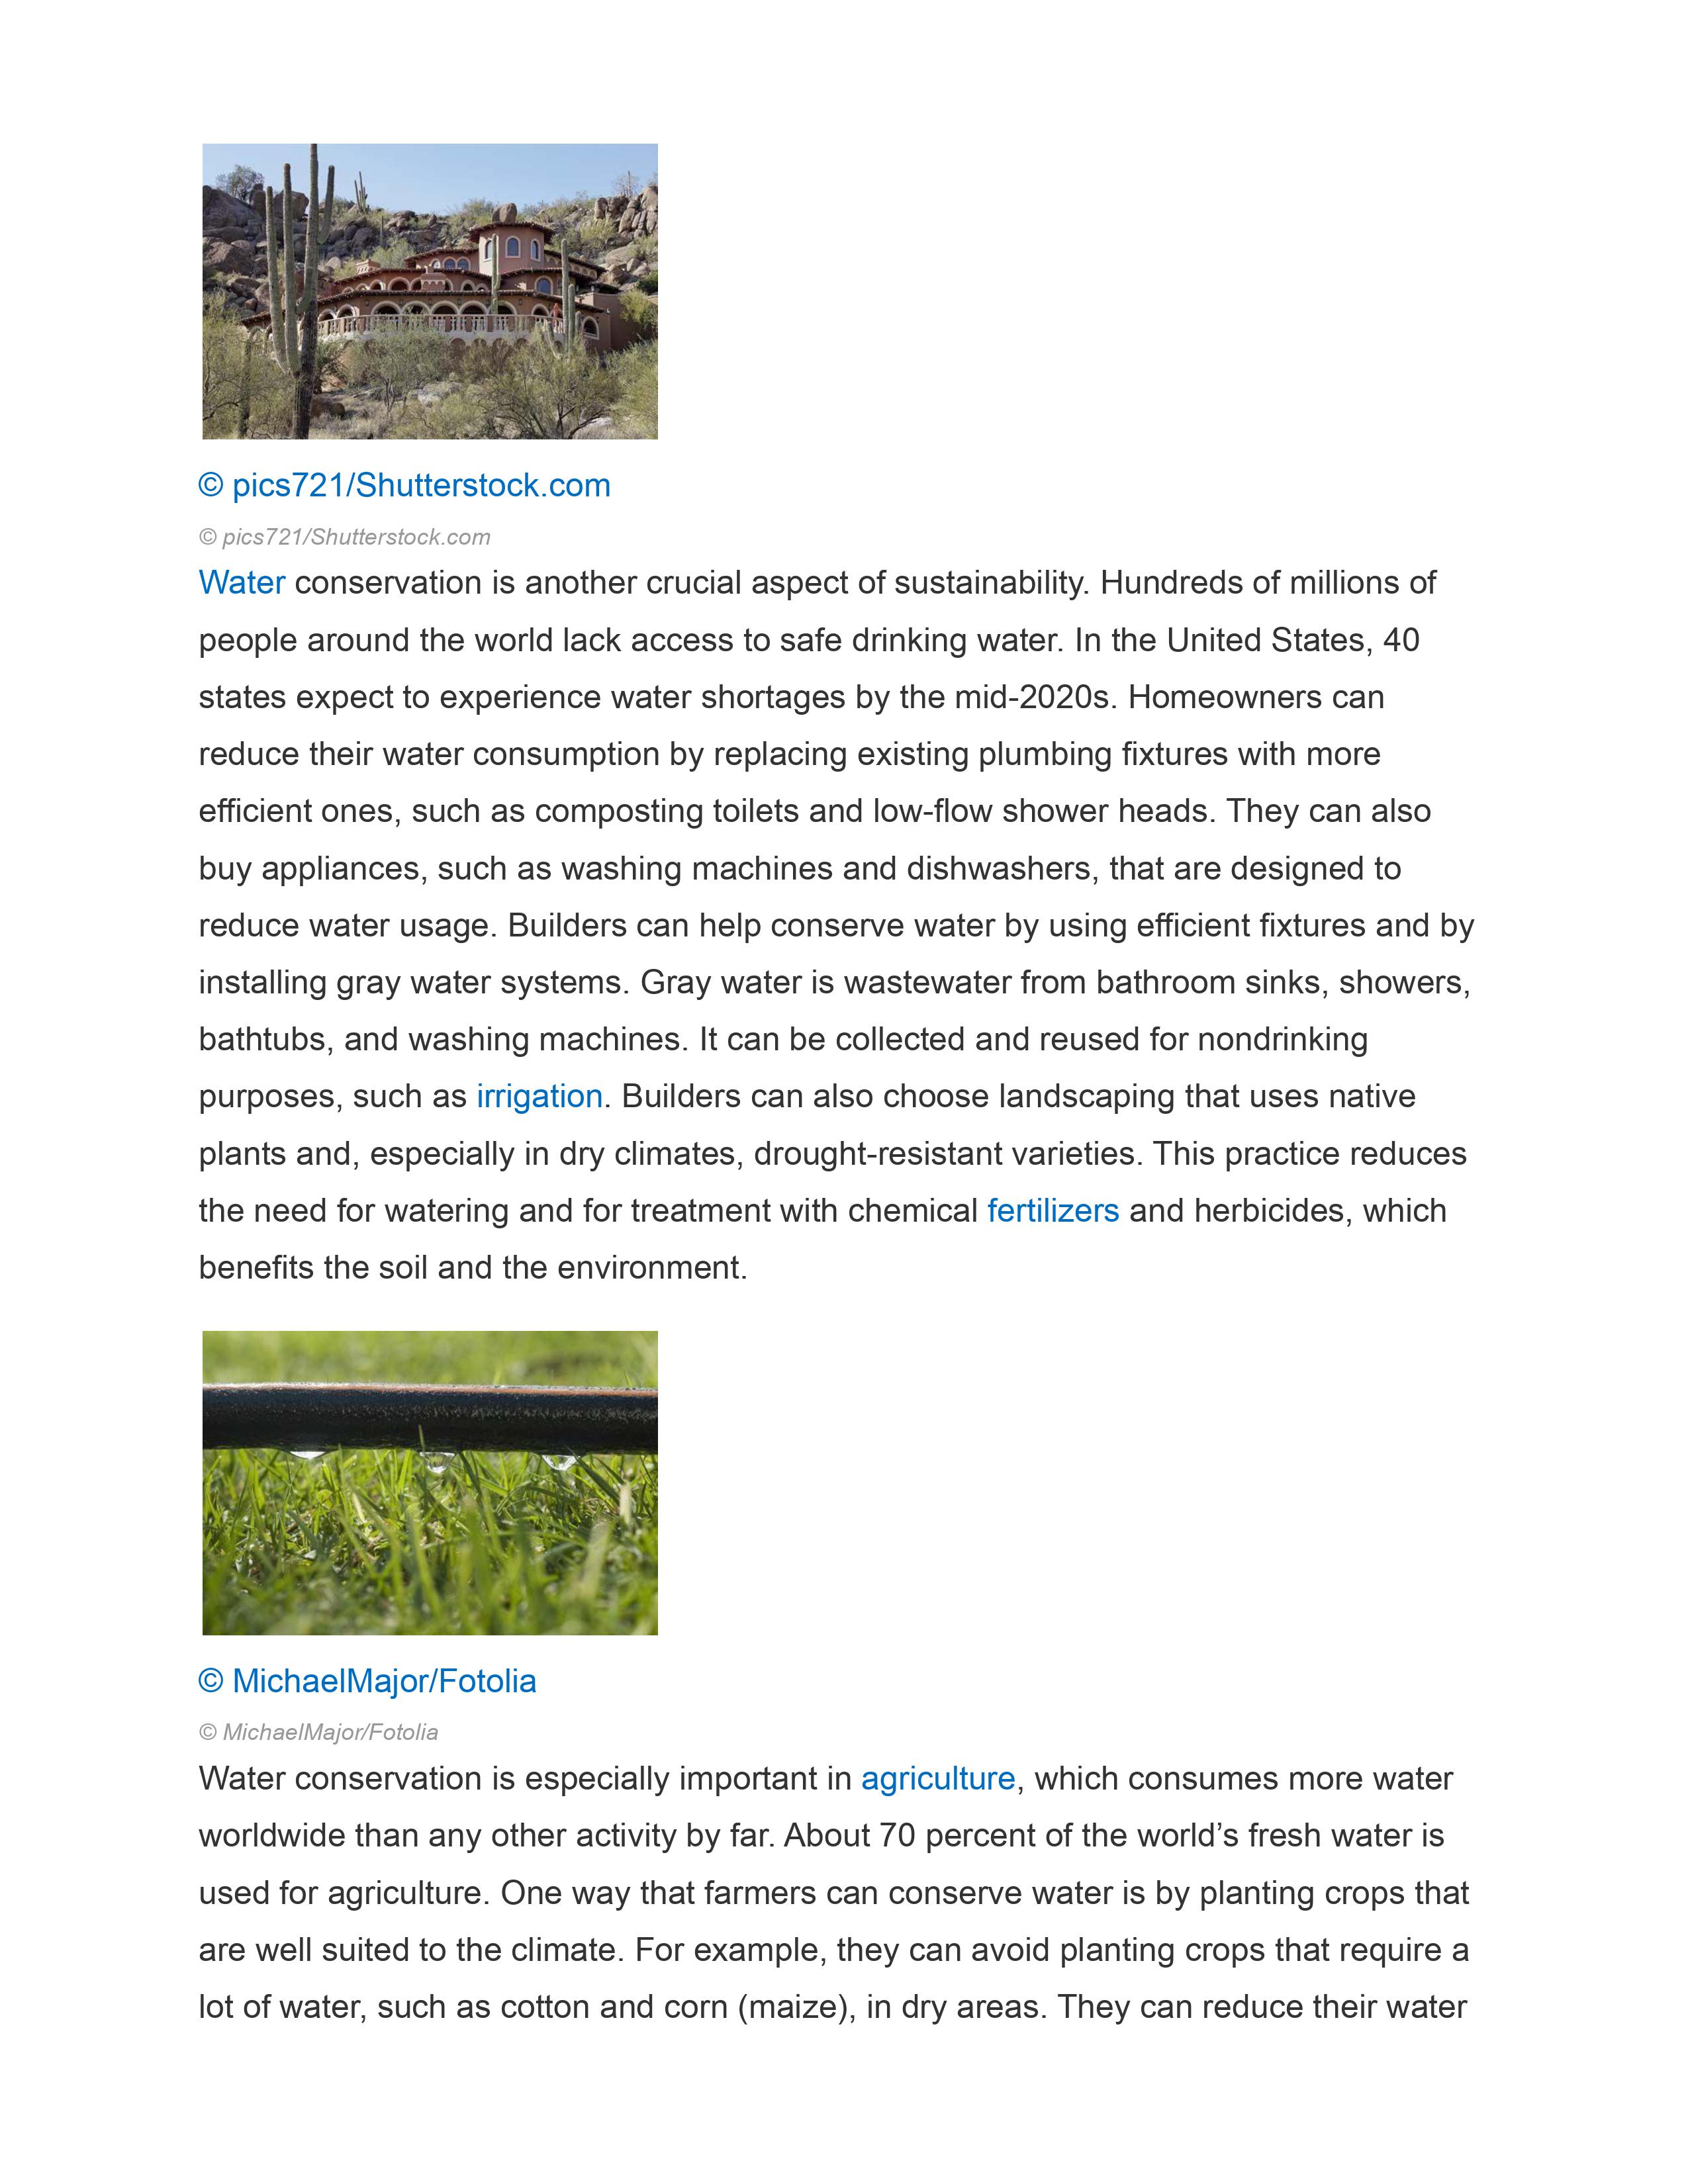 © pics721/Shutterstock.com
© pics721/Shutterstock.com
Water conservation is another crucial aspect of sustainability. Hundreds of millions of
people around the world lack access to safe drinking water. In the United States, 40
states expect to experience water shortages by the mid-2020s. Homeowners can
reduce their water consumption by replacing existing plumbing fixtures with more
efficient ones, such as composting toilets and low-flow shower heads. They can also
buy appliances, such as washing machines and dishwashers, that are designed to
reduce water usage. Builders can help conserve water by using efficient fixtures and by
installing gray water systems. Gray water is wastewater from bathroom sinks, showers,
bathtubs, and washing machines. It can be collected and reused for nondrinking
purposes, such as irrigation. Builders can also choose landscaping that uses native
plants and, especially in dry climates, drought-resistant varieties. This practice reduces
the need for watering and for treatment with chemical fertilizers and herbicides, which
benefits the soil and the environment.
© MichaelMajor/Fotolia
© MichaelMajor/Fotolia
Water conservation is especially important in agriculture, which consumes more water
worldwide than any other activity by far. About 70 percent of the world’s fresh water is
used for agriculture. One way that farmers can conserve water is by planting crops that
are well suited to the climate. For example, they can avoid planting crops that require a
lot of water, such as cotton and corn (maize), in dry areas. They can reduce their water